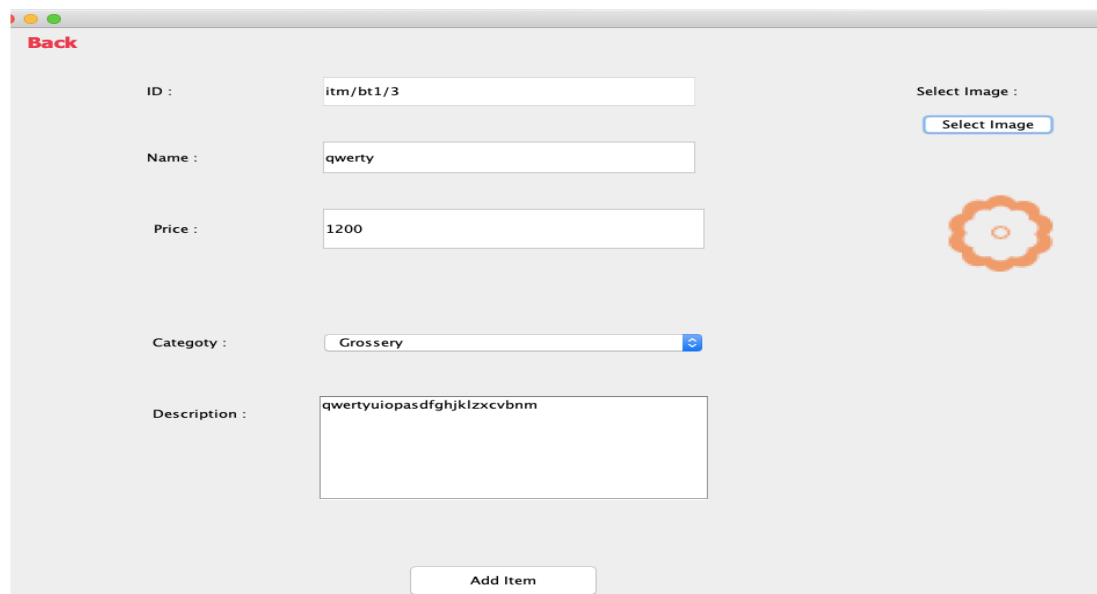 Back
ID :
itm/bt1/3
Select Image :
Select Image
Name :
qwerty
Price :
1200
Categoty :
Grossery
Description :
qwertyuiopasdfghjklzxcvbnm
Add Item